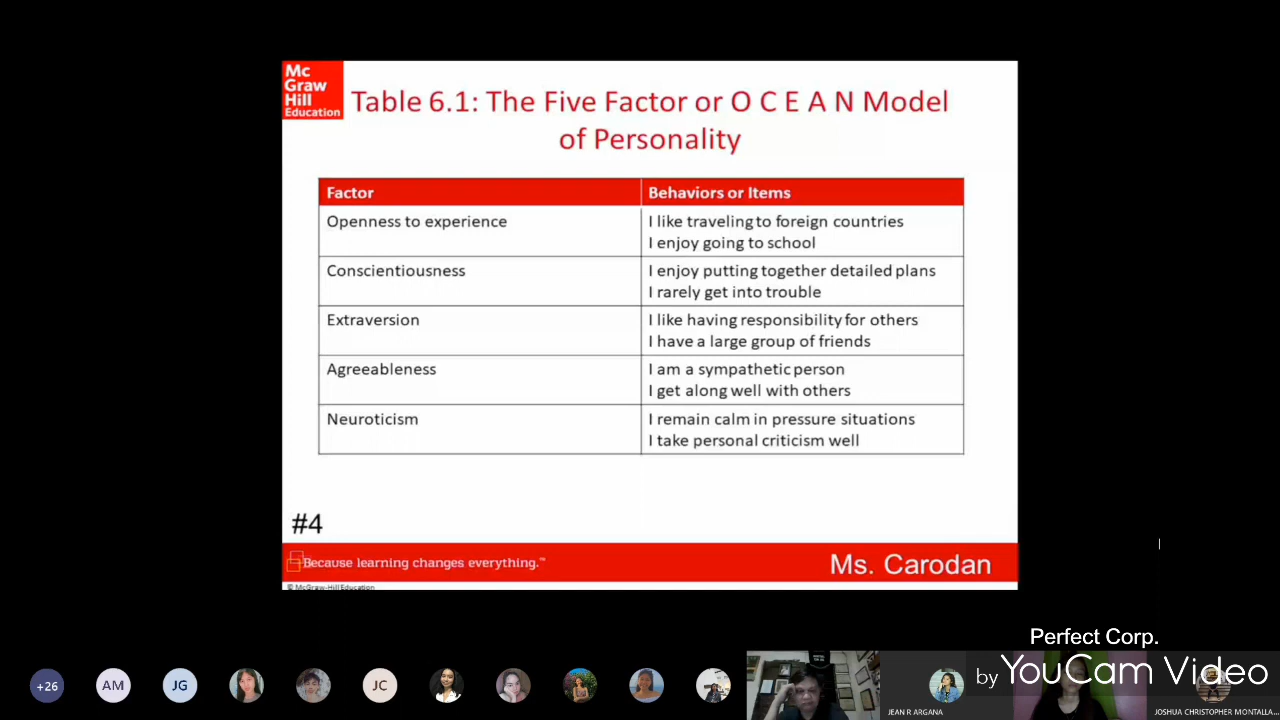 Mc
Graw
Hill
Education
Table 6.1: The Five Factor or O C E A N Model
of Personality
Factor
Behaviors or Items
Openness to experience
I like traveling to foreign countries
I enjoy going to school
Conscientiousness
I enjoy putting together detailed plans
I rarely get into trouble
Extraversion
I like having responsibility for others
I have a large group of friends
Agreeableness
I am a sympathetic person
I get along well with others
Neuroticism
I remain calm in pressure situations
I take personal criticism well
#4
Because learning changes everything.™
Ms. Carodan
© McGraw-Hill Education
Perfect Corp.
by YouCam Video
+26
AM
JG
JC
JEAN R ARGANA
JOSHUA CHRISTOPHER MONTALLA...